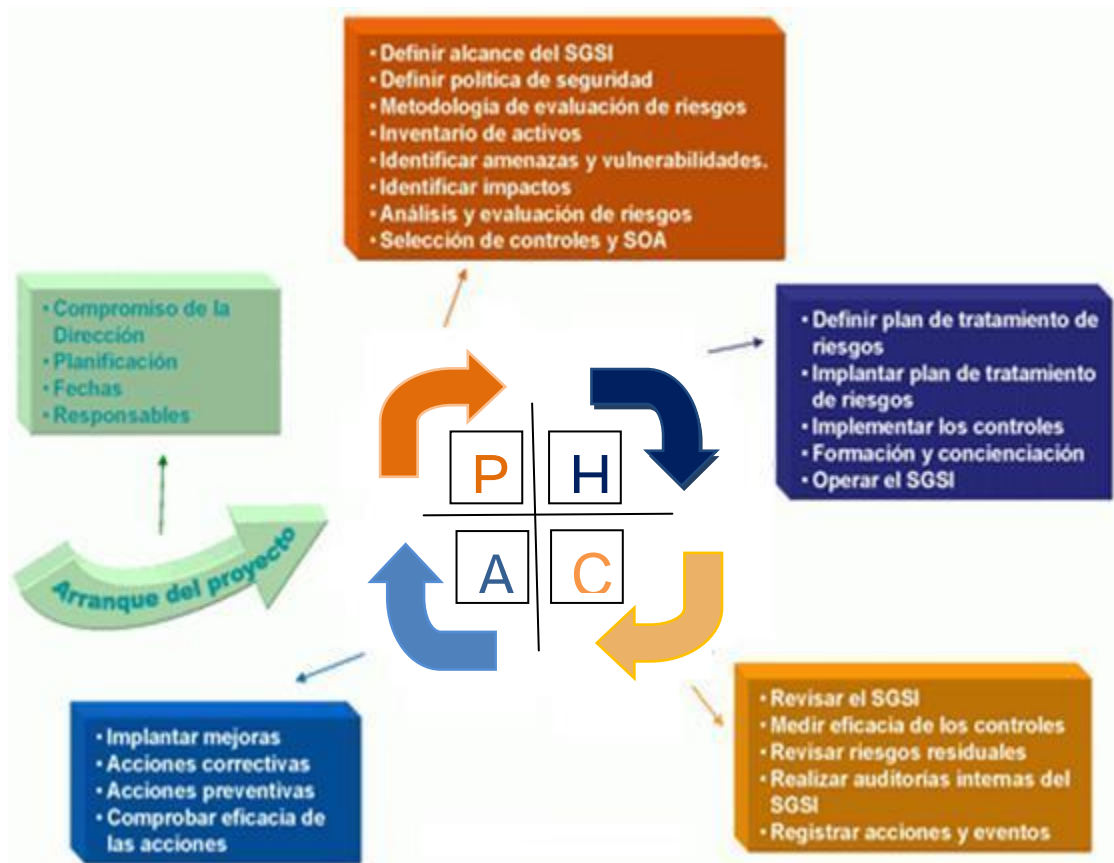 • Definir alcance del SGSI
• Definir política de seguridad
• Metodología de evaluación de riesgos
• Inventario de activos
• Identificar amenazas y vulnerabilidades.
• Identificar impactos
• Análisis y evaluación de riesgos
• Selección de controles y SOA
• Compromiso de la
Dirección
• Planificación
• Fechas
• Responsables
• Definir plan de tratamiento de
riesgos
• Implantar plan de tratamiento
de riesgos
• Implementar los controles
• Formación y concienciación
• Operar el SGSI
P
H
A
C
Arranque del proyecto
• Implantar mejoras
• Acciones correctivas
• Acciones preventivas
• Comprobar eficacia de
las acciones
• Revisar el SGSI
• Medir eficacia de los controles
• Revisar riesgos residuales
• Realizar auditorías internas del
SGSI
• Registrar acciones y eventos